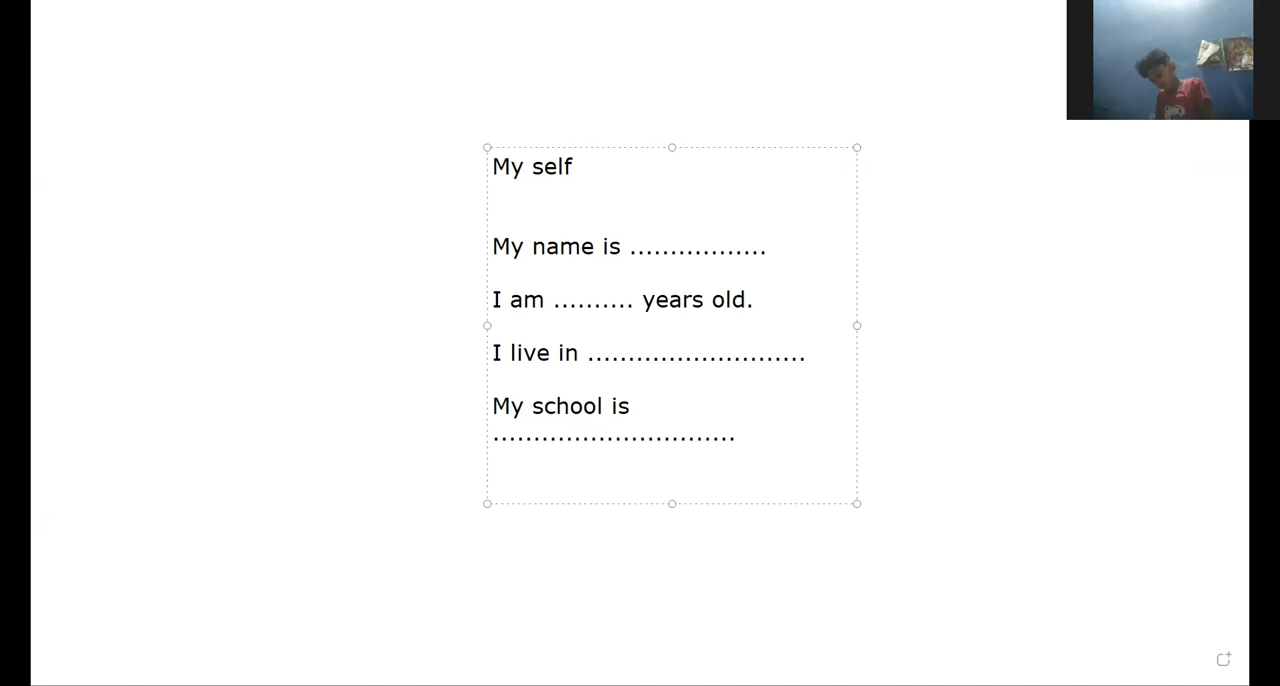 My self
My name is .................
I am .......... years old.
I live in ...........................
My school is
..............................